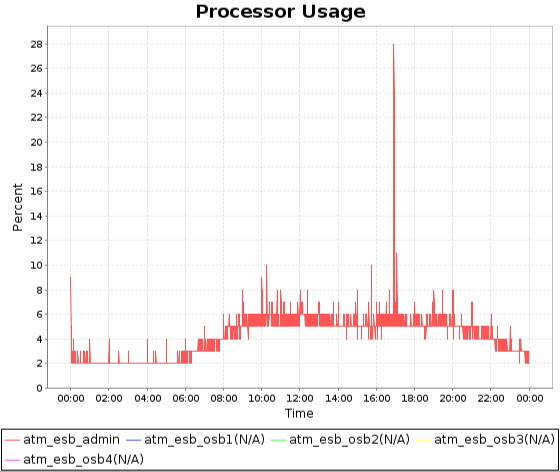 Processor Usage
Percent
28
26
24
22
20
18
16
14
12
10
8
6
4
2
0
00:00 02:00 04:00 06:00 08:00 10:00 12:00 14:00 16:00 18:00 20:00 22:00 00:00
Time
atm_esb_admin atm_esb_osb1(N/A) atm_esb_osb2(N/A) atm_esb_osb3(N/A)
atm_esb_osb4(N/A)